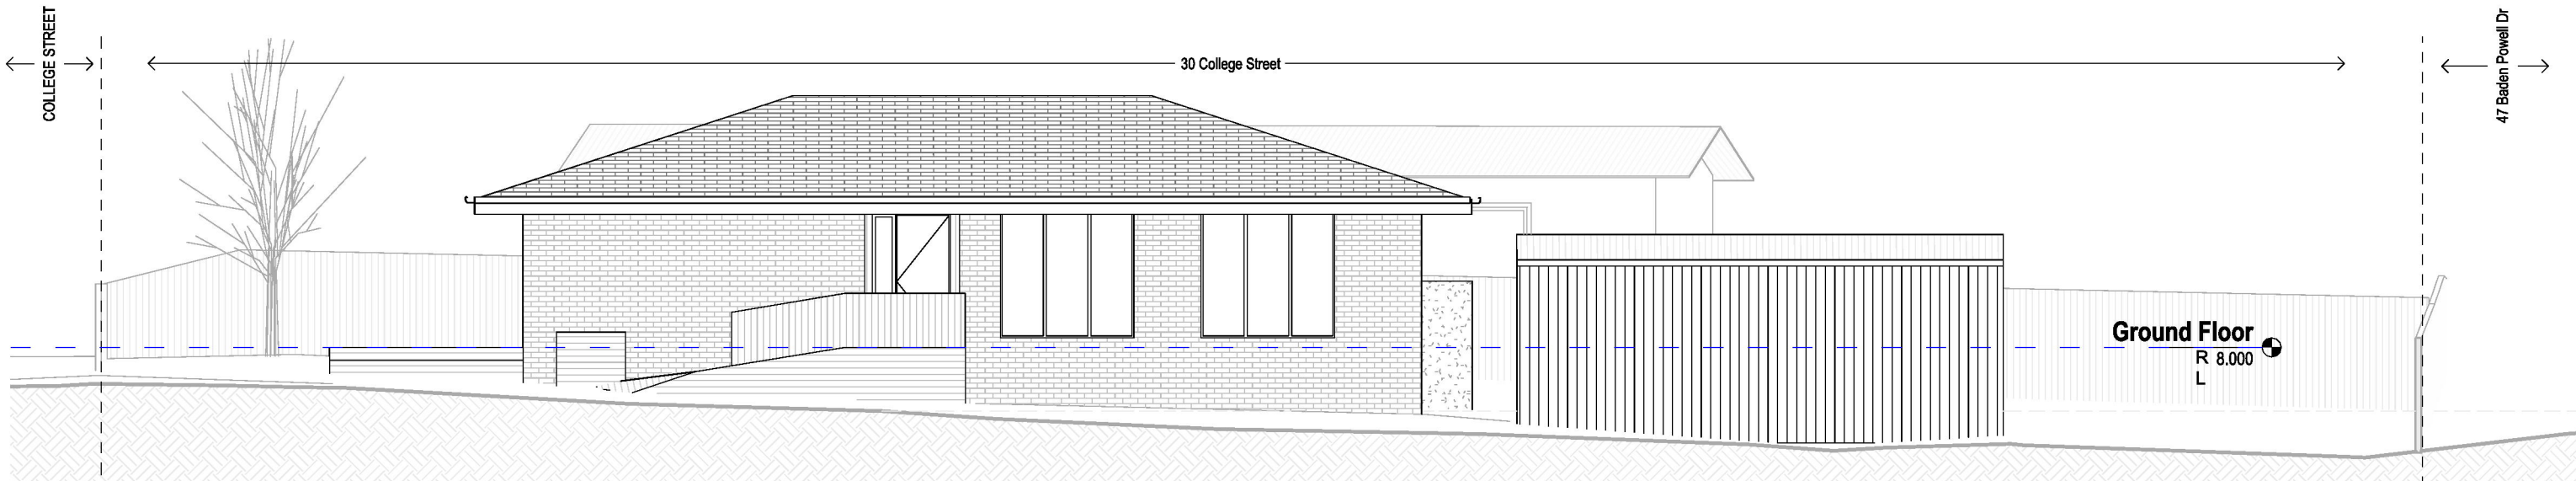 COLLEGE STREET
30 College Street
47 Baden Powell Dr
Ground Floor
R 8.000
L